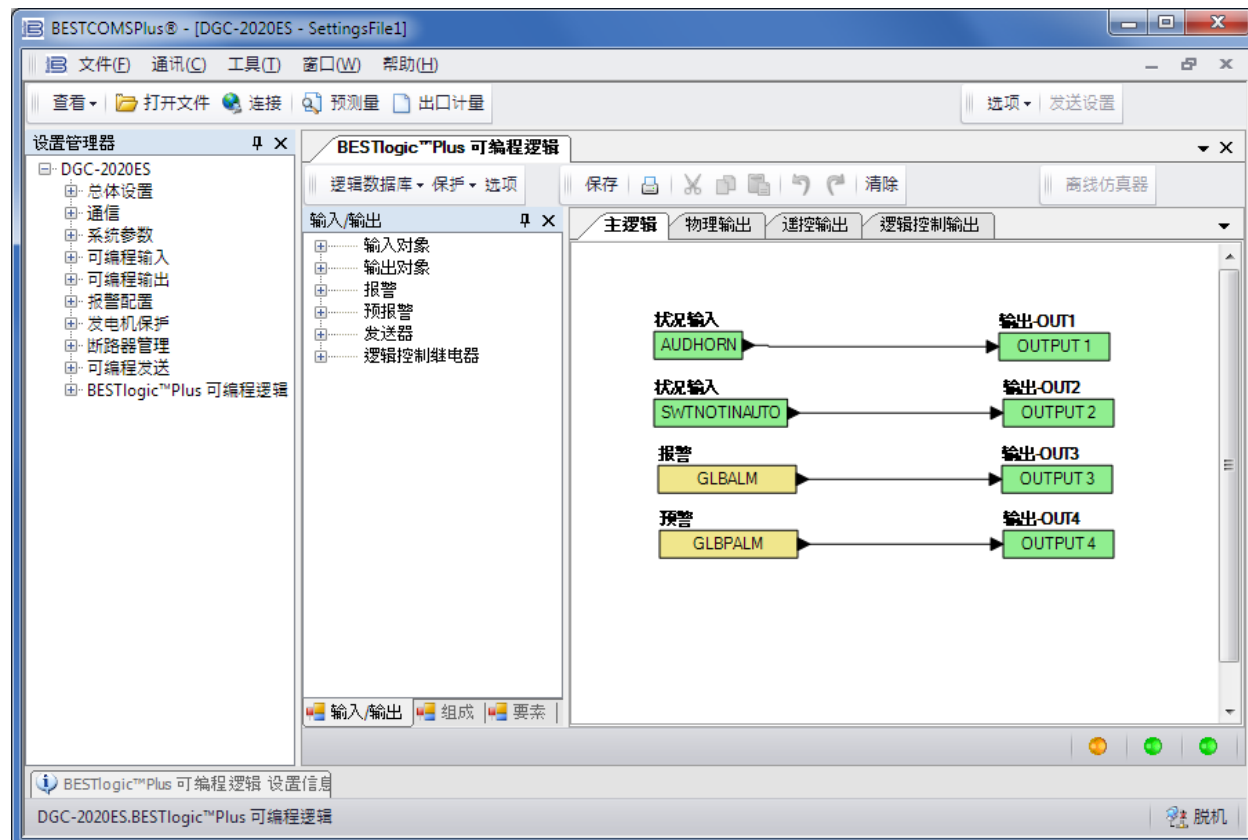 BESTCOMSPlus® - [DGC-2020ES - SettingsFile1]
文件(F) 通讯(C) 工具(T) 窗口(W) 帮助(H)
查看 打开文件 连接 预测量 出口计量 选项 发送设置
设置管理器
DGC-2020ES
总体设置
通信
系统参数
可编程输入
可编程输出
报警配置
发电机保护
断路器管理
可编程发送
BESTlogic™Plus 可编程逻辑
BESTlogic™Plus 可编程逻辑
逻辑数据库 保护 选项 保存 清除 离线仿真器
输入/输出
输入对象
输出对象
报警
预报警
发送器
逻辑控制继电器
输入/输出 组成 要素
主逻辑 物理输出 遥控输出 逻辑控制输出
状况输入 输出-OUT1
AUDHORN OUTPUT 1
状况输入 输出-OUT2
SWTNOTINAUTO OUTPUT 2
报警 输出-OUT3
GLBALM OUTPUT 3
预警 输出-OUT4
GLBPALM OUTPUT 4
BESTlogic™Plus 可编程逻辑 设置信息
DGC-2020ES.BESTlogic™Plus 可编程逻辑 脱机